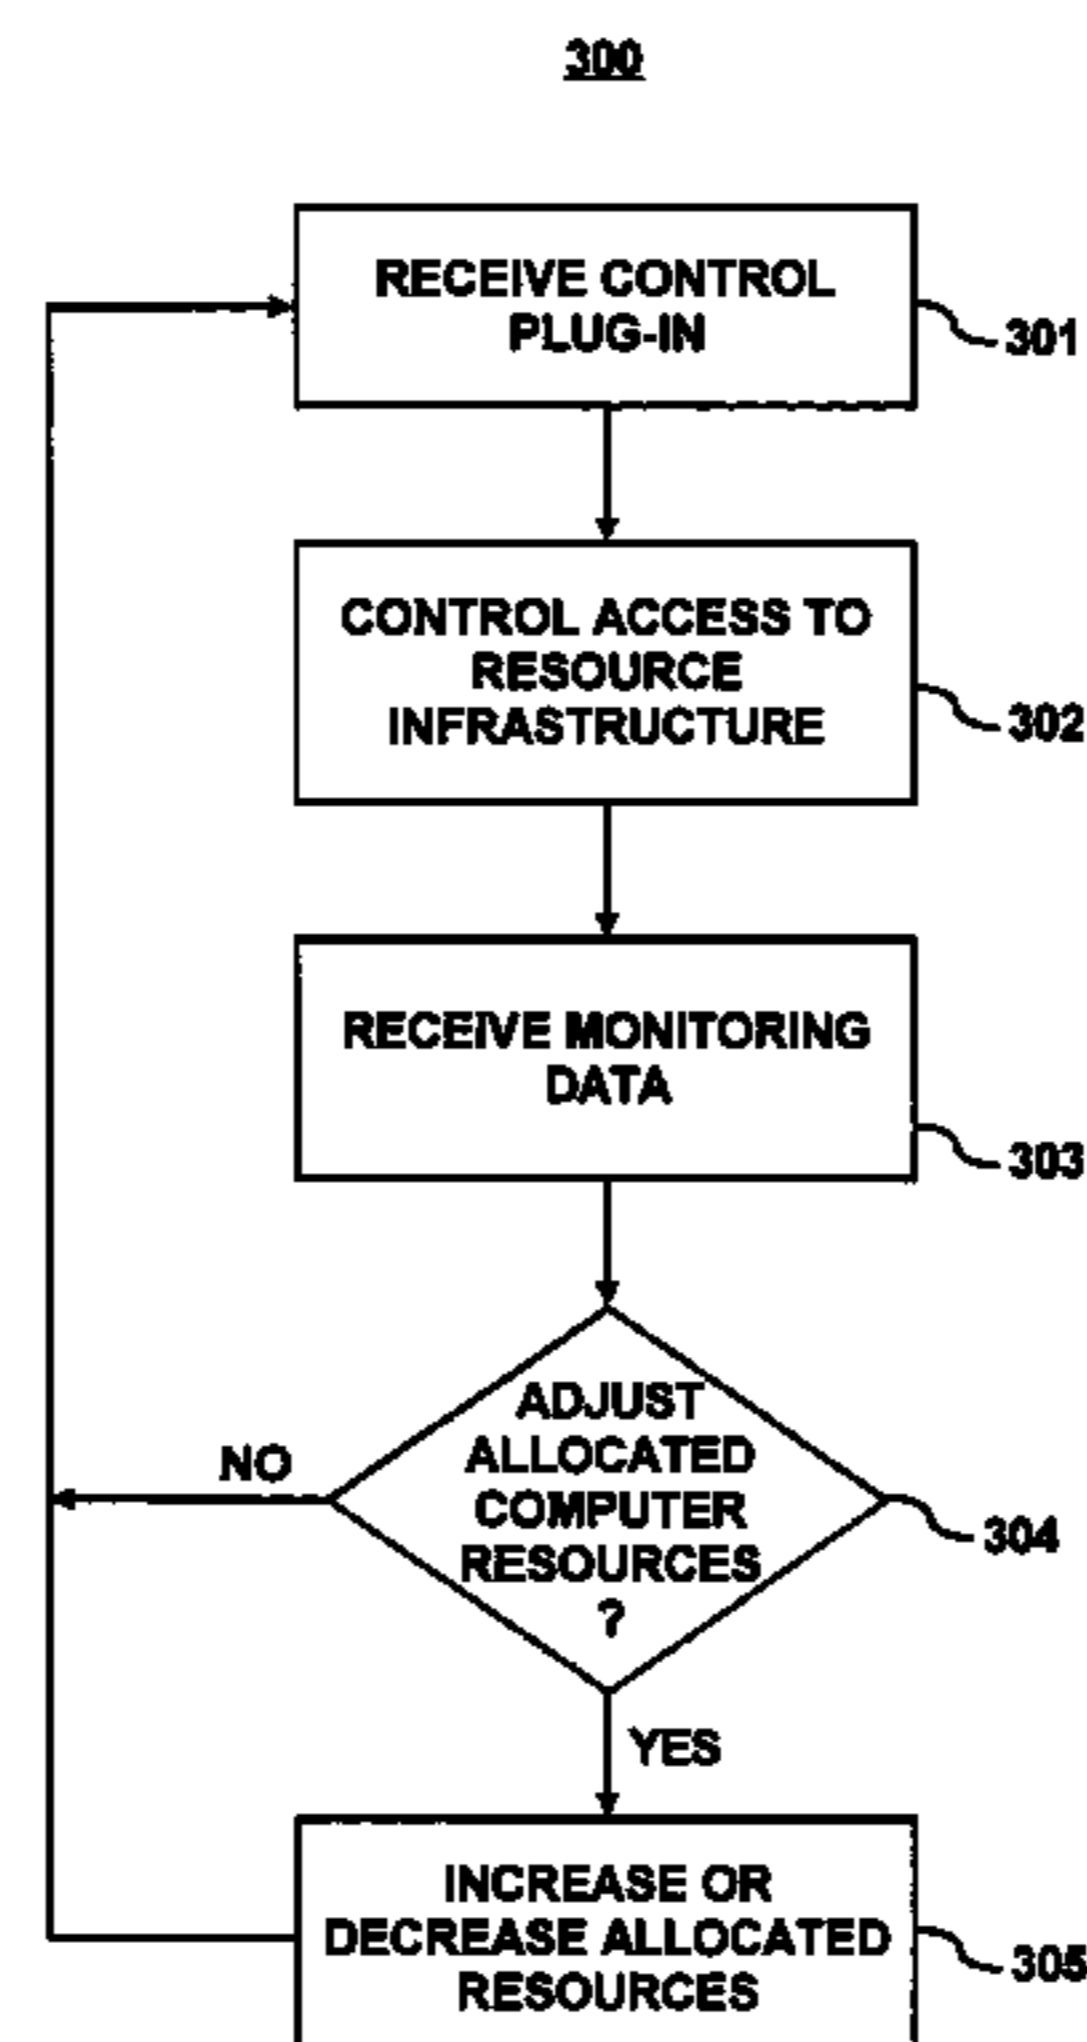 300
RECEIVE CONTROL
PLUG-IN
301
CONTROL ACCESS TO
RESOURCE
INFRASTRUCTURE
302
RECEIVE MONITORING
DATA
303
ADJUST
ALLOCATED
COMPUTER
RESOURCES
?
NO
304
YES
INCREASE OR
DECREASE ALLOCATED
RESOURCES
305